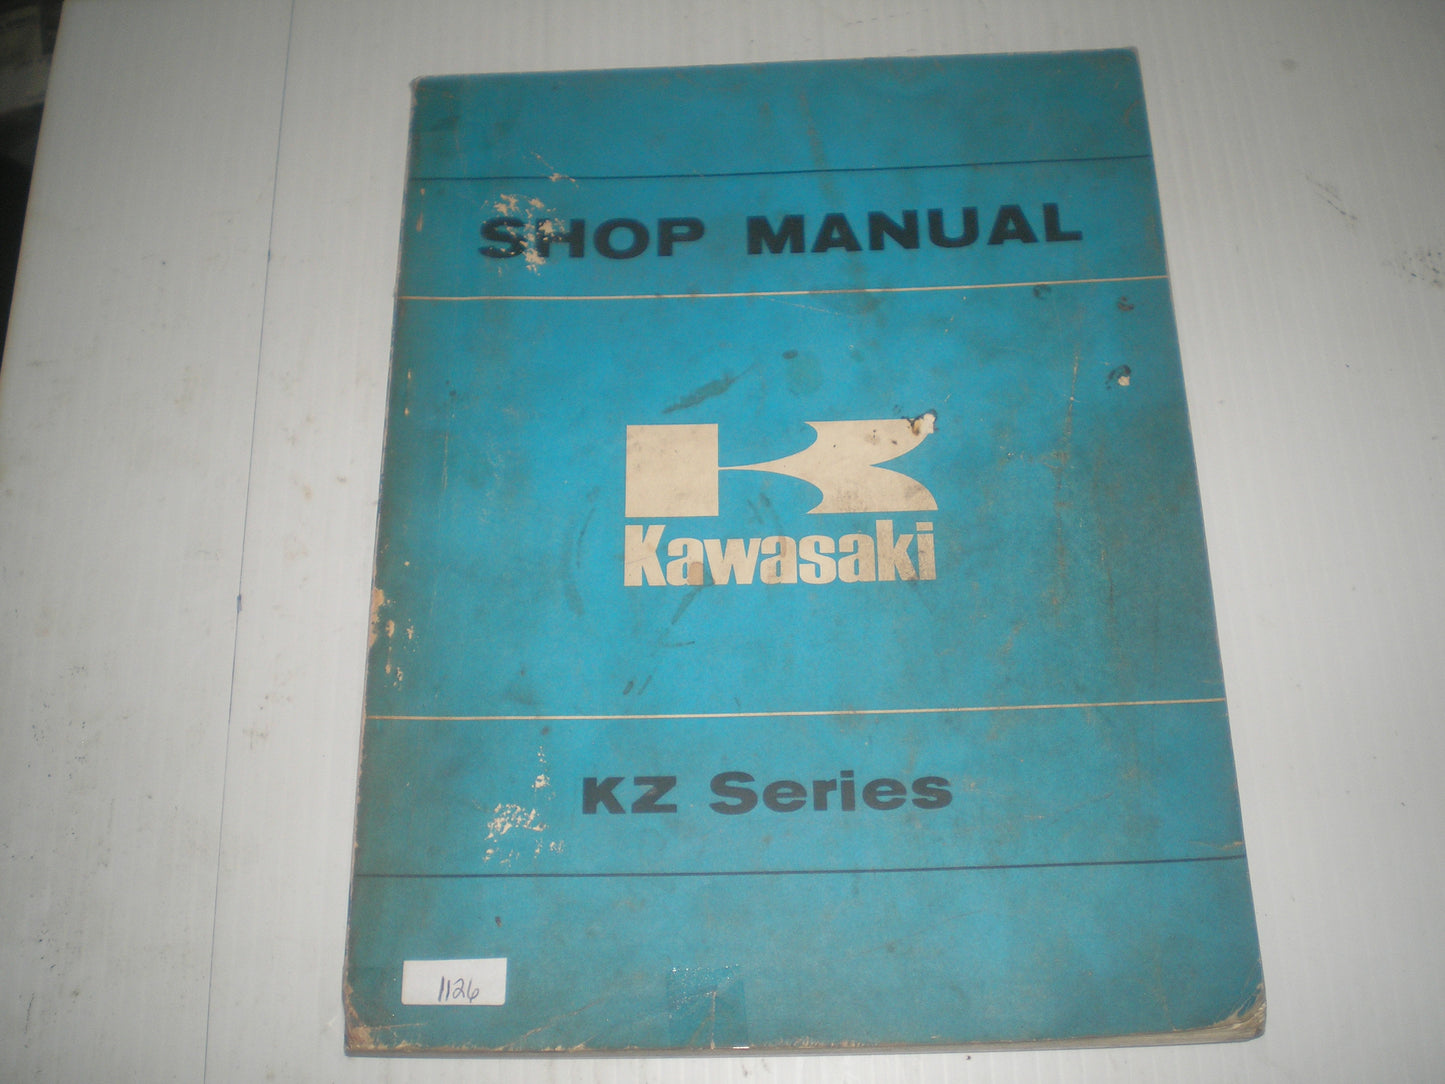 SHOP MANUAL
Kawasaki
KZ Series
1126